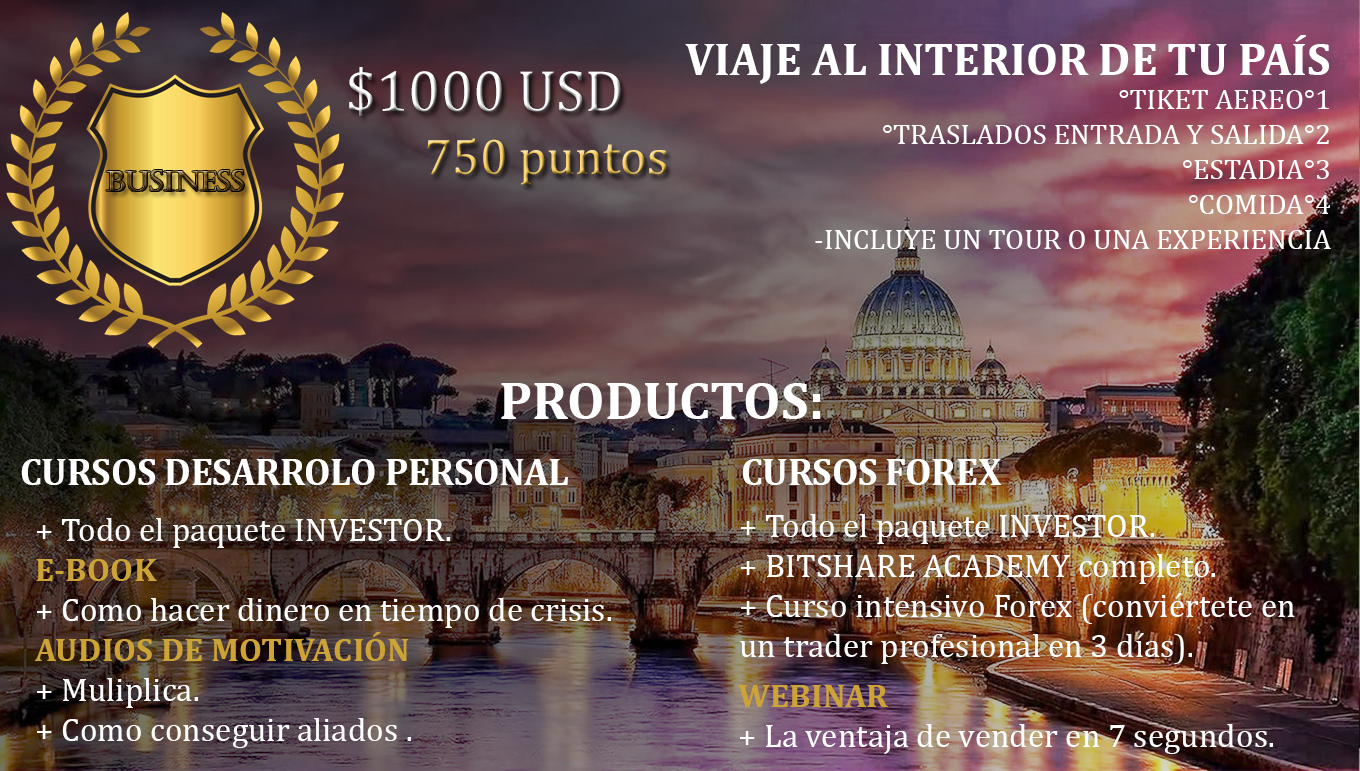 BUSINESS
$1000 USD
750 puntos
VIAJE AL INTERIOR DE TU PAÍS
°TIKET AEREO°1
°TRASLADOS ENTRADA Y SALIDA°2
°ESTADIA°3
°COMIDA°4
-INCLUYE UN TOUR O UNA EXPERIENCIA
PRODUCTOS:
CURSOS DESARROLO PERSONAL
+ Todo el paquete INVESTOR.
E-BOOK
+ Como hacer dinero en tiempo de crisis.
AUDIOS DE MOTIVACIÓN
+ Muliplica.
+ Como conseguir aliados .
CURSOS FOREX
+ Todo el paquete INVESTOR.
+ BITSHARE ACADEMY completo.
+ Curso intensivo Forex (conviértete en
un trader profesional en 3 días).
WEBINAR
+ La ventaja de vender en 7 segundos.